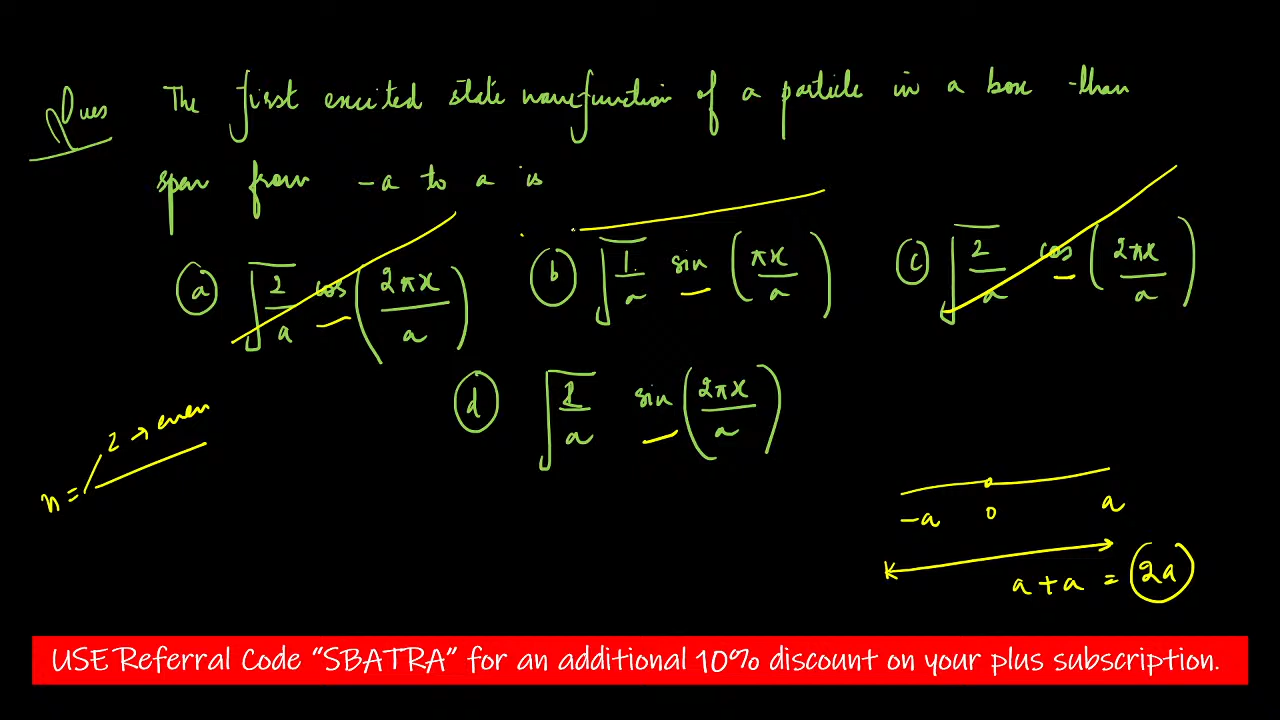 Ques The first excited state wavefunction of a particle in a box than
span from -a to a is
(a) √(2/a) cos (2πx/a) (b) √(1/a) sin (πx/a) (c) √(2/a) cos (2πx/a)
(d) √(1/a) sin (2πx/a)
n = 2 → even
-a 0 a
a + a = 2a
USE Referral Code “SBATRA” for an additional 10% discount on your plus subscription.